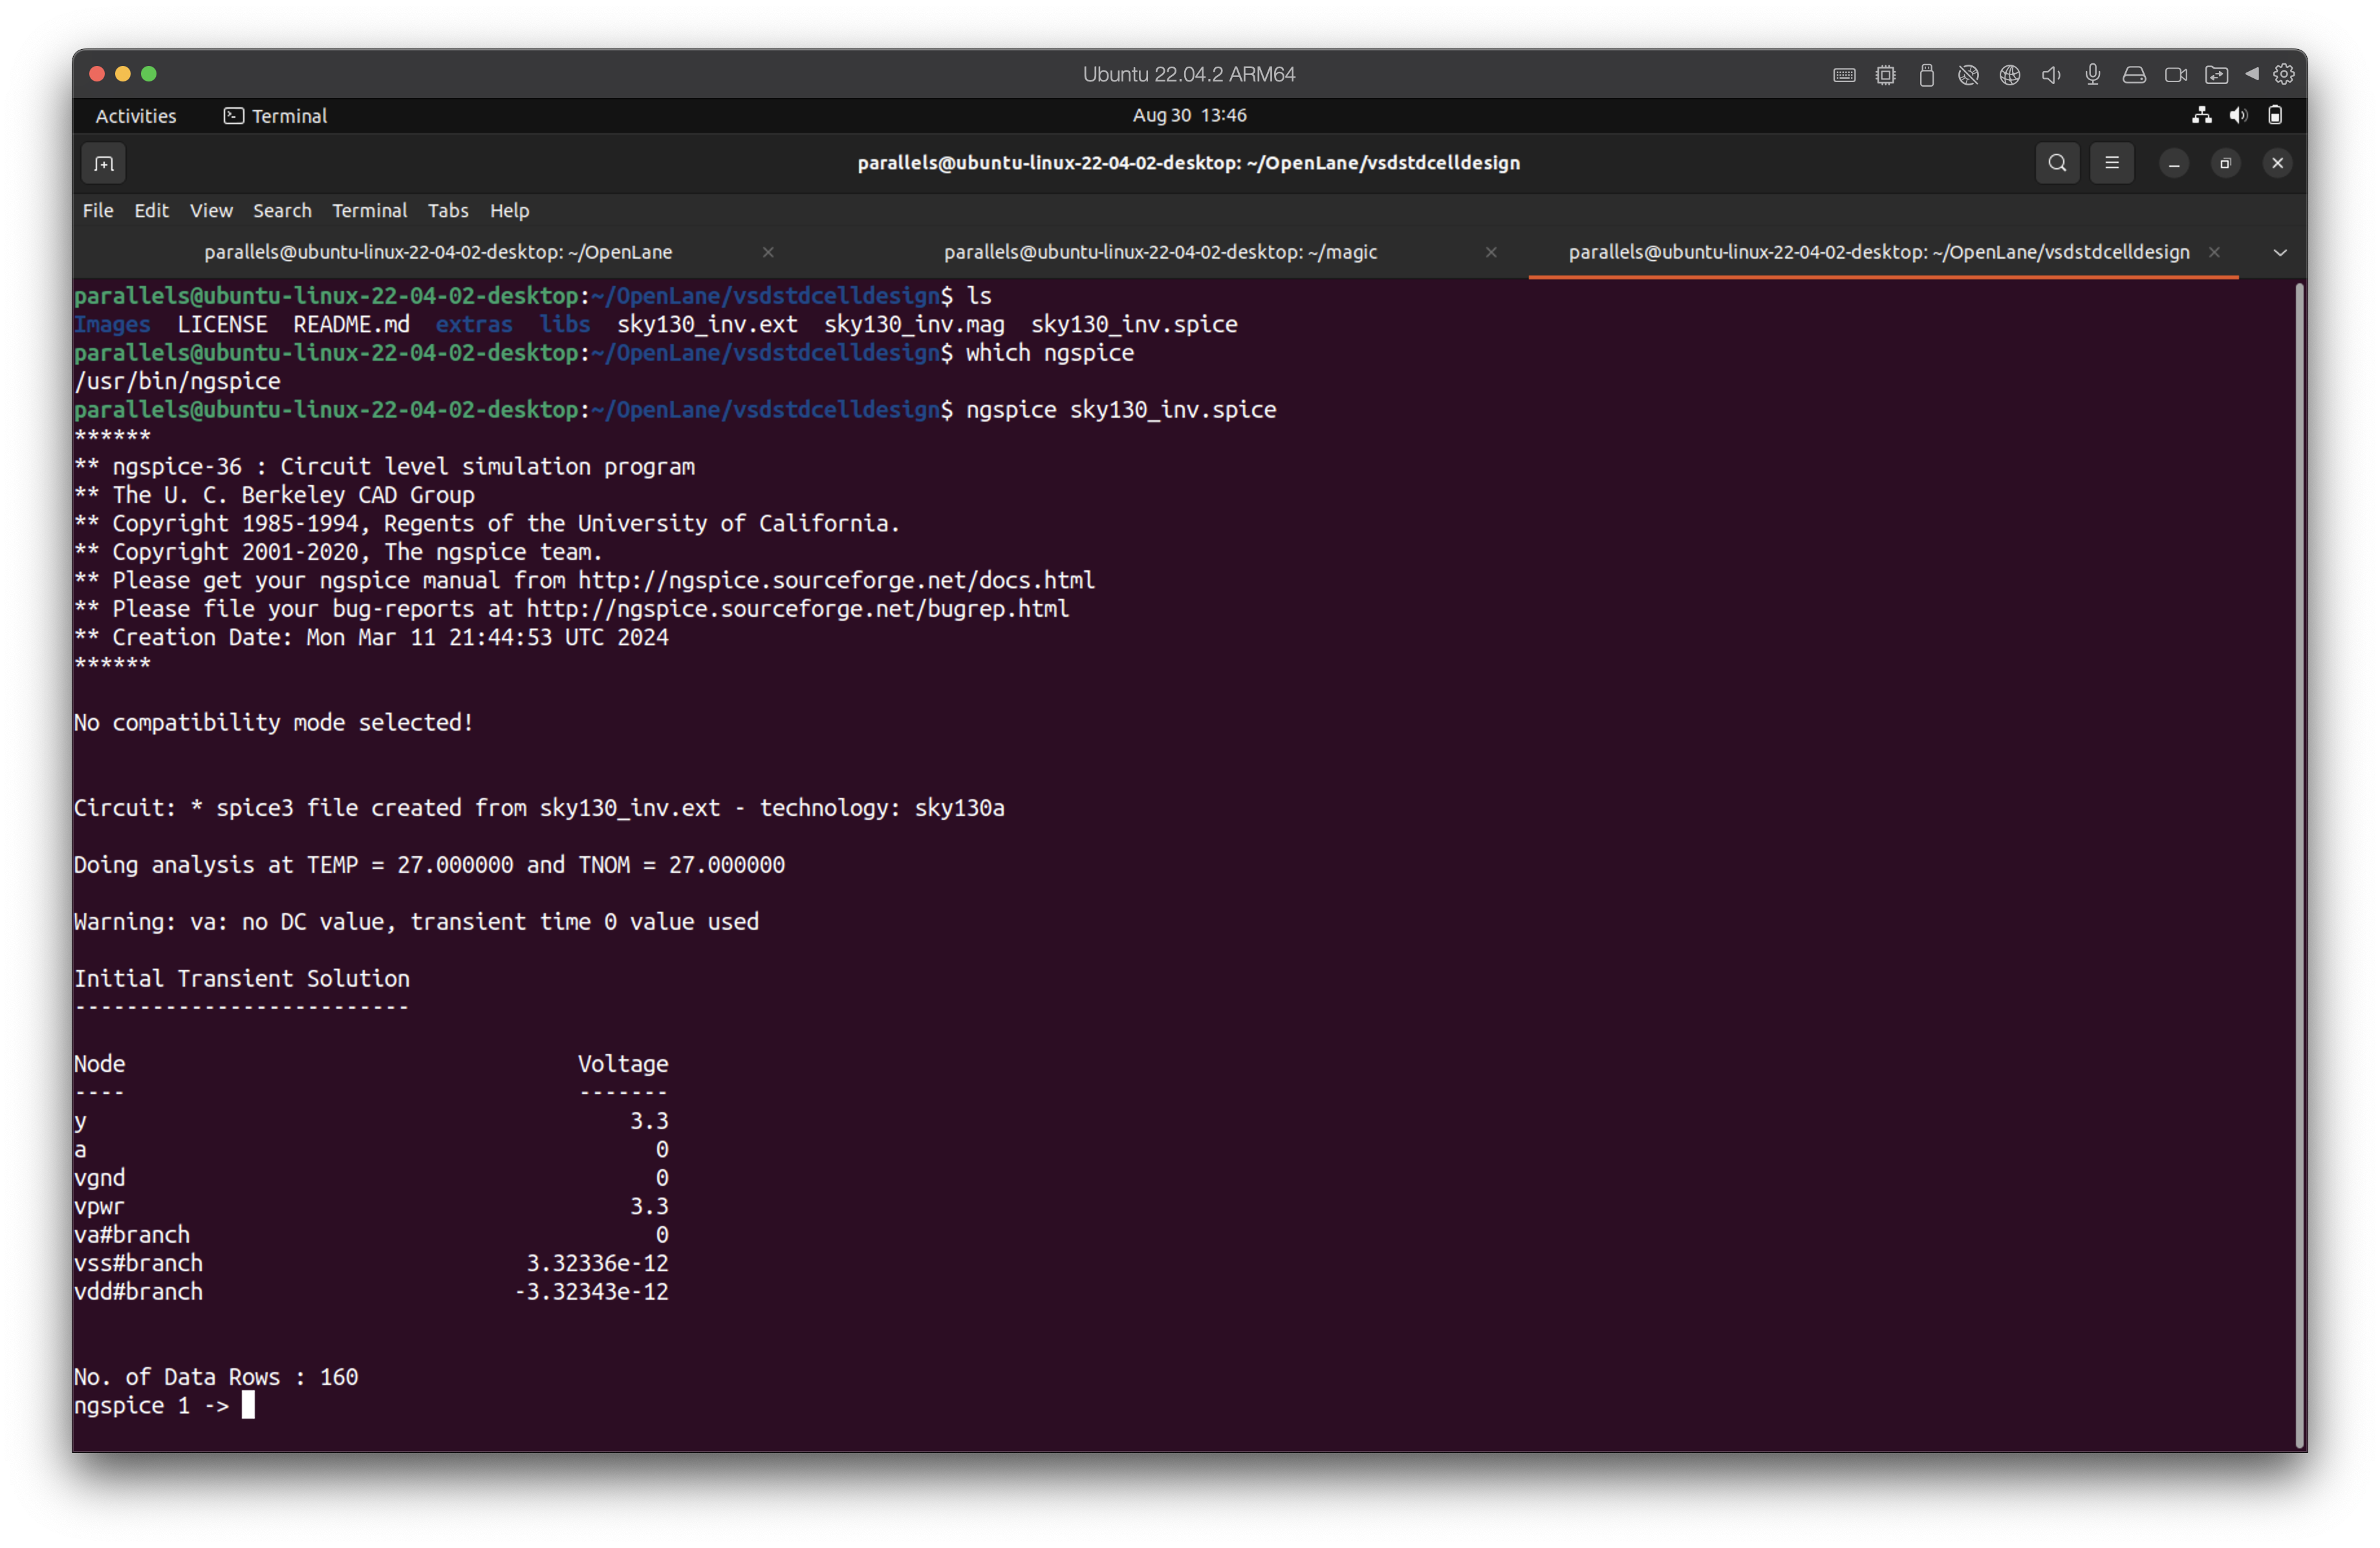 Ubuntu 22.04.2 ARM64
Activities Terminal Aug 30 13:46
parallels@ubuntu-linux-22-04-02-desktop: ~/OpenLane/vsdstdcelldesign
File Edit View Search Terminal Tabs Help
parallels@ubuntu-linux-22-04-02-desktop: ~/OpenLane parallels@ubuntu-linux-22-04-02-desktop: ~/magic parallels@ubuntu-linux-22-04-02-desktop: ~/OpenLane/vsdstdcelldesign
parallels@ubuntu-linux-22-04-02-desktop:~/OpenLane/vsdstdcelldesign$ ls
Images LICENSE README.md extras libs sky130_inv.ext sky130_inv.mag sky130_inv.spice
parallels@ubuntu-linux-22-04-02-desktop:~/OpenLane/vsdstdcelldesign$ which ngspice
/usr/bin/ngspice
parallels@ubuntu-linux-22-04-02-desktop:~/OpenLane/vsdstdcelldesign$ ngspice sky130_inv.spice
******
** ngspice-36 : Circuit level simulation program
** The U. C. Berkeley CAD Group
** Copyright 1985-1994, Regents of the University of California.
** Copyright 2001-2020, The ngspice team.
** Please get your ngspice manual from http://ngspice.sourceforge.net/docs.html
** Please file your bug-reports at http://ngspice.sourceforge.net/bugrep.html
** Creation Date: Mon Mar 11 21:44:53 UTC 2024
******
No compatibility mode selected!
Circuit: * spice3 file created from sky130_inv.ext - technology: sky130a
Doing analysis at TEMP = 27.000000 and TNOM = 27.000000
Warning: va: no DC value, transient time 0 value used
Initial Transient Solution
--------------------------
Node Voltage
---- -------
y 3.3
a 0
vgnd 0
vpwr 3.3
va#branch 0
vss#branch 3.32336e-12
vdd#branch -3.32343e-12
No. of Data Rows : 160
ngspice 1 ->